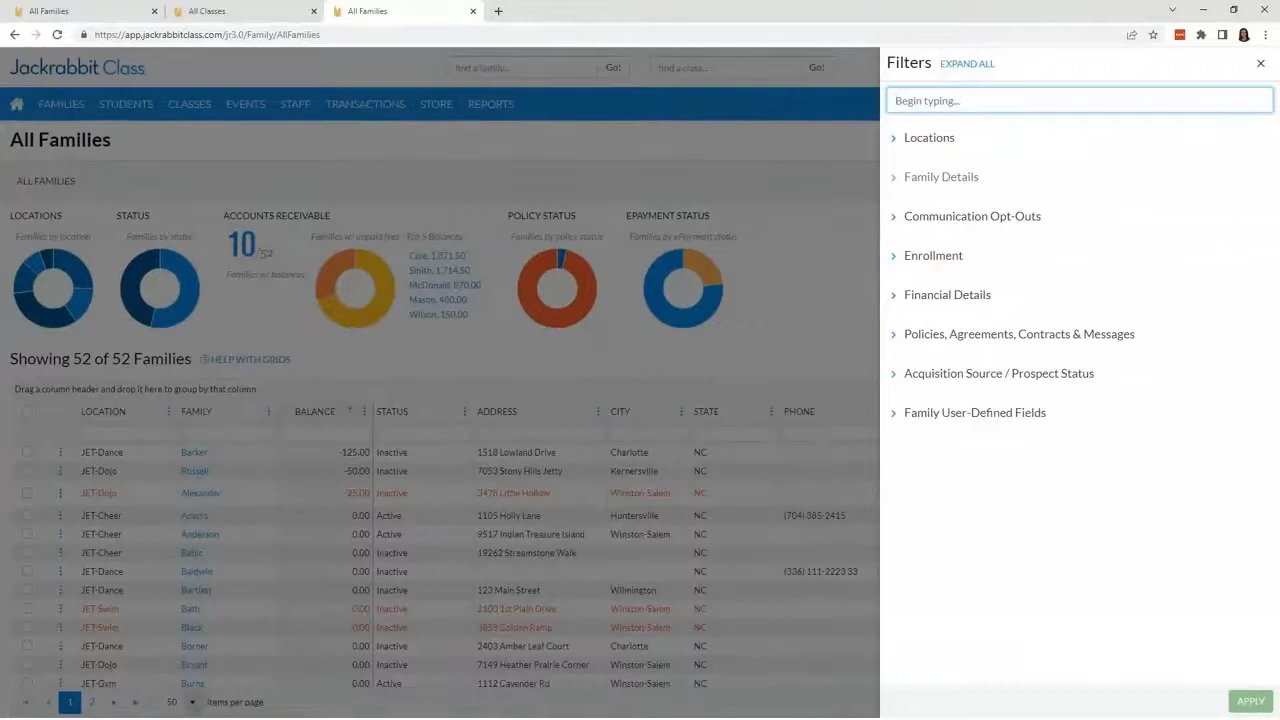 All Families
All Classes
All Families
https://app.jackrabbitclass.com/jr3.0/Family/AllFamilies
Jackrabbit Class
find a family...
Go!
find a class...
Go!
FAMILIES STUDENTS CLASSES EVENTS STAFF TRANSACTIONS STORE REPORTS
All Families
ALL FAMILIES
LOCATIONS
Families by location
STATUS
Families by status
ACCOUNTS RECEIVABLE
10/52
Families w/ balances
Families w/ unpaid fees
Top 5 Balances
Cole, 1,871.50
Smith, 1,714.50
McDonald, 870.00
Mason, 400.00
Wilson, 150.00
POLICY STATUS
Families by policy status
EPAYMENT STATUS
Families by ePayment status
Showing 52 of 52 Families
? HELP WITH GRIDS
Drag a column header and drop it here to group by that column
LOCATION FAMILY BALANCE STATUS ADDRESS CITY STATE PHONE
JET-Dance Barker -125.00 Inactive 1518 Lowland Drive Charlotte NC
JET-Dojo Russell -50.00 Inactive 7053 Stony Hills Jetty Kernersville NC
JET-Dojo Alexander -25.00 Inactive 3478 Little Hollow Winston-Salem NC
JET-Cheer Adams 0.00 Active 1105 Holly Lane Huntersville NC (704) 385-2415
JET-Cheer Anderson 0.00 Active 9517 Indian Treasure Island Winston-Salem NC
JET-Cheer Babic 0.00 Inactive 19262 Streamstone Walk NC
JET-Dance Baldwin 0.00 Inactive NC (336) 111-2223 33
JET-Dance Bartlett 0.00 Inactive 123 Main Street Wilmington NC
JET-Swim Bath 0.00 Inactive 2100 1st Plain Drive Winston-Salem NC
JET-Swim Black 0.00 Inactive 3853 Golden Ramp Winston-Salem NC
JET-Dance Borner 0.00 Inactive 2403 Amber Leaf Court Charlotte NC
JET-Dojo Bryant 0.00 Inactive 7149 Heather Prairie Corner Winston-Salem NC
JET-Gym Burns 0.00 Active 1112 Cavender Rd Winston-Salem NC
1 2 50 items per page
Filters EXPAND ALL
Begin typing...
Locations
Family Details
Communication Opt-Outs
Enrollment
Financial Details
Policies, Agreements, Contracts & Messages
Acquisition Source / Prospect Status
Family User-Defined Fields
APPLY